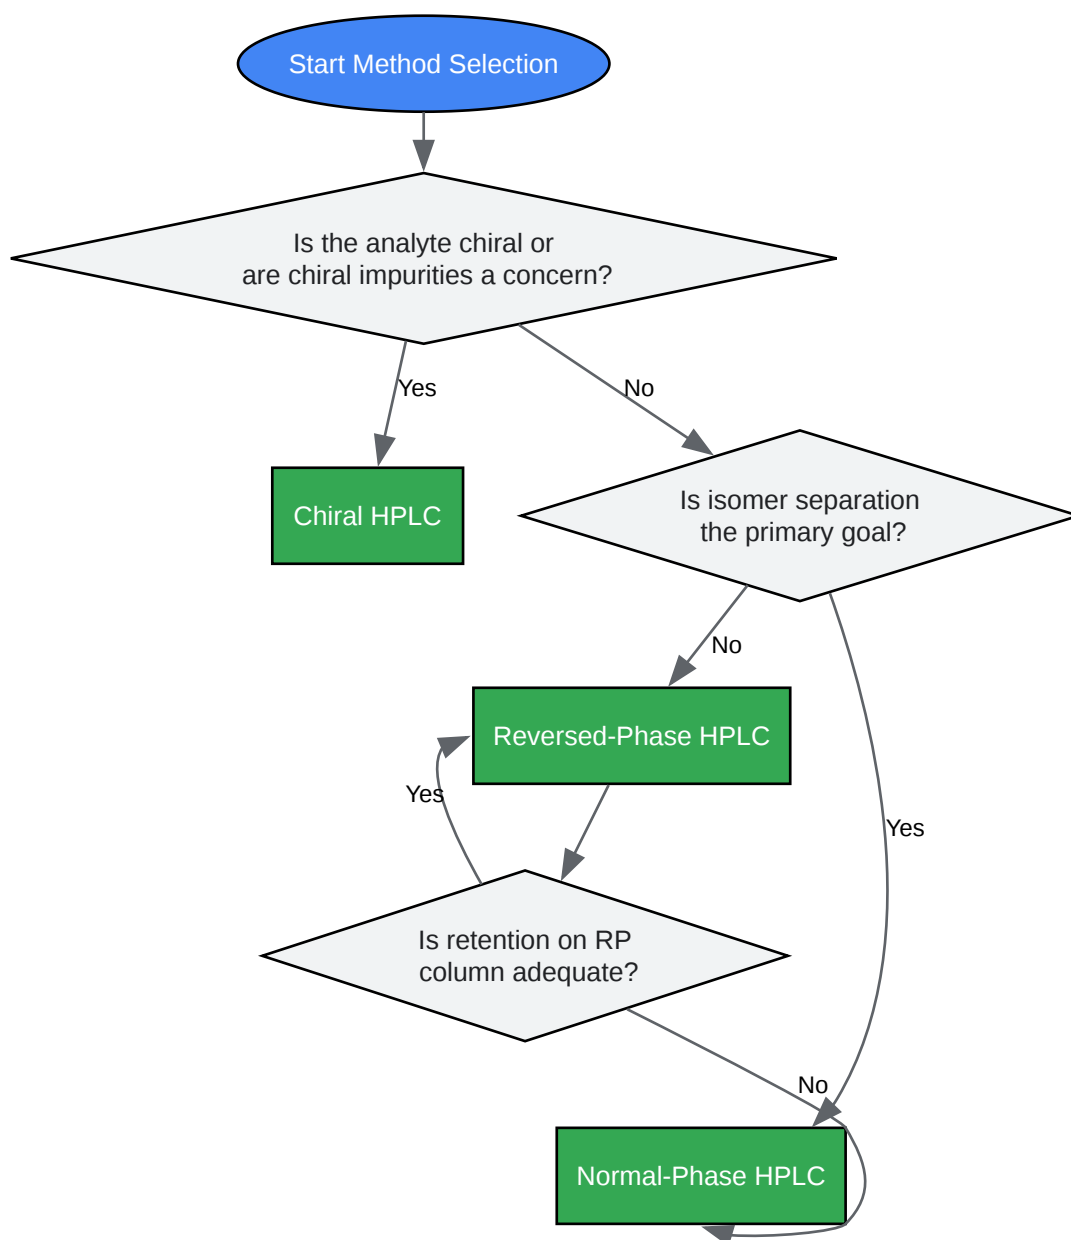 Start Method Selection
Is the analyte chiral or
are chiral impurities a concern?
Yes
No
Chiral HPLC
Is isomer separation
the primary goal?
No
Reversed-Phase HPLC
Yes
Yes
Is retention on RP
column adequate?
No
Normal-Phase HPLC